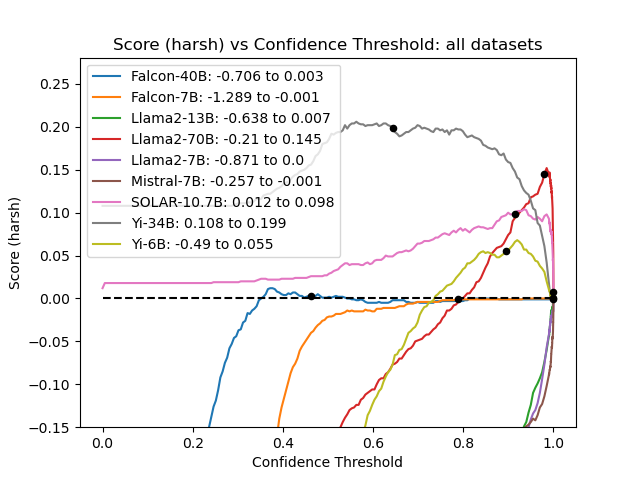 Score (harsh) vs Confidence Threshold: all datasets
Falcon-40B: -0.706 to 0.003
Falcon-7B: -1.289 to -0.001
Llama2-13B: -0.638 to 0.007
Llama2-70B: -0.21 to 0.145
Llama2-7B: -0.871 to 0.0
Mistral-7B: -0.257 to -0.001
SOLAR-10.7B: 0.012 to 0.098
Yi-34B: 0.108 to 0.199
Yi-6B: -0.49 to 0.055
Score (harsh)
0.25
0.20
0.15
0.10
0.05
0.00
−0.05
−0.10
−0.15
0.0 0.2 0.4 0.6 0.8 1.0
Confidence Threshold